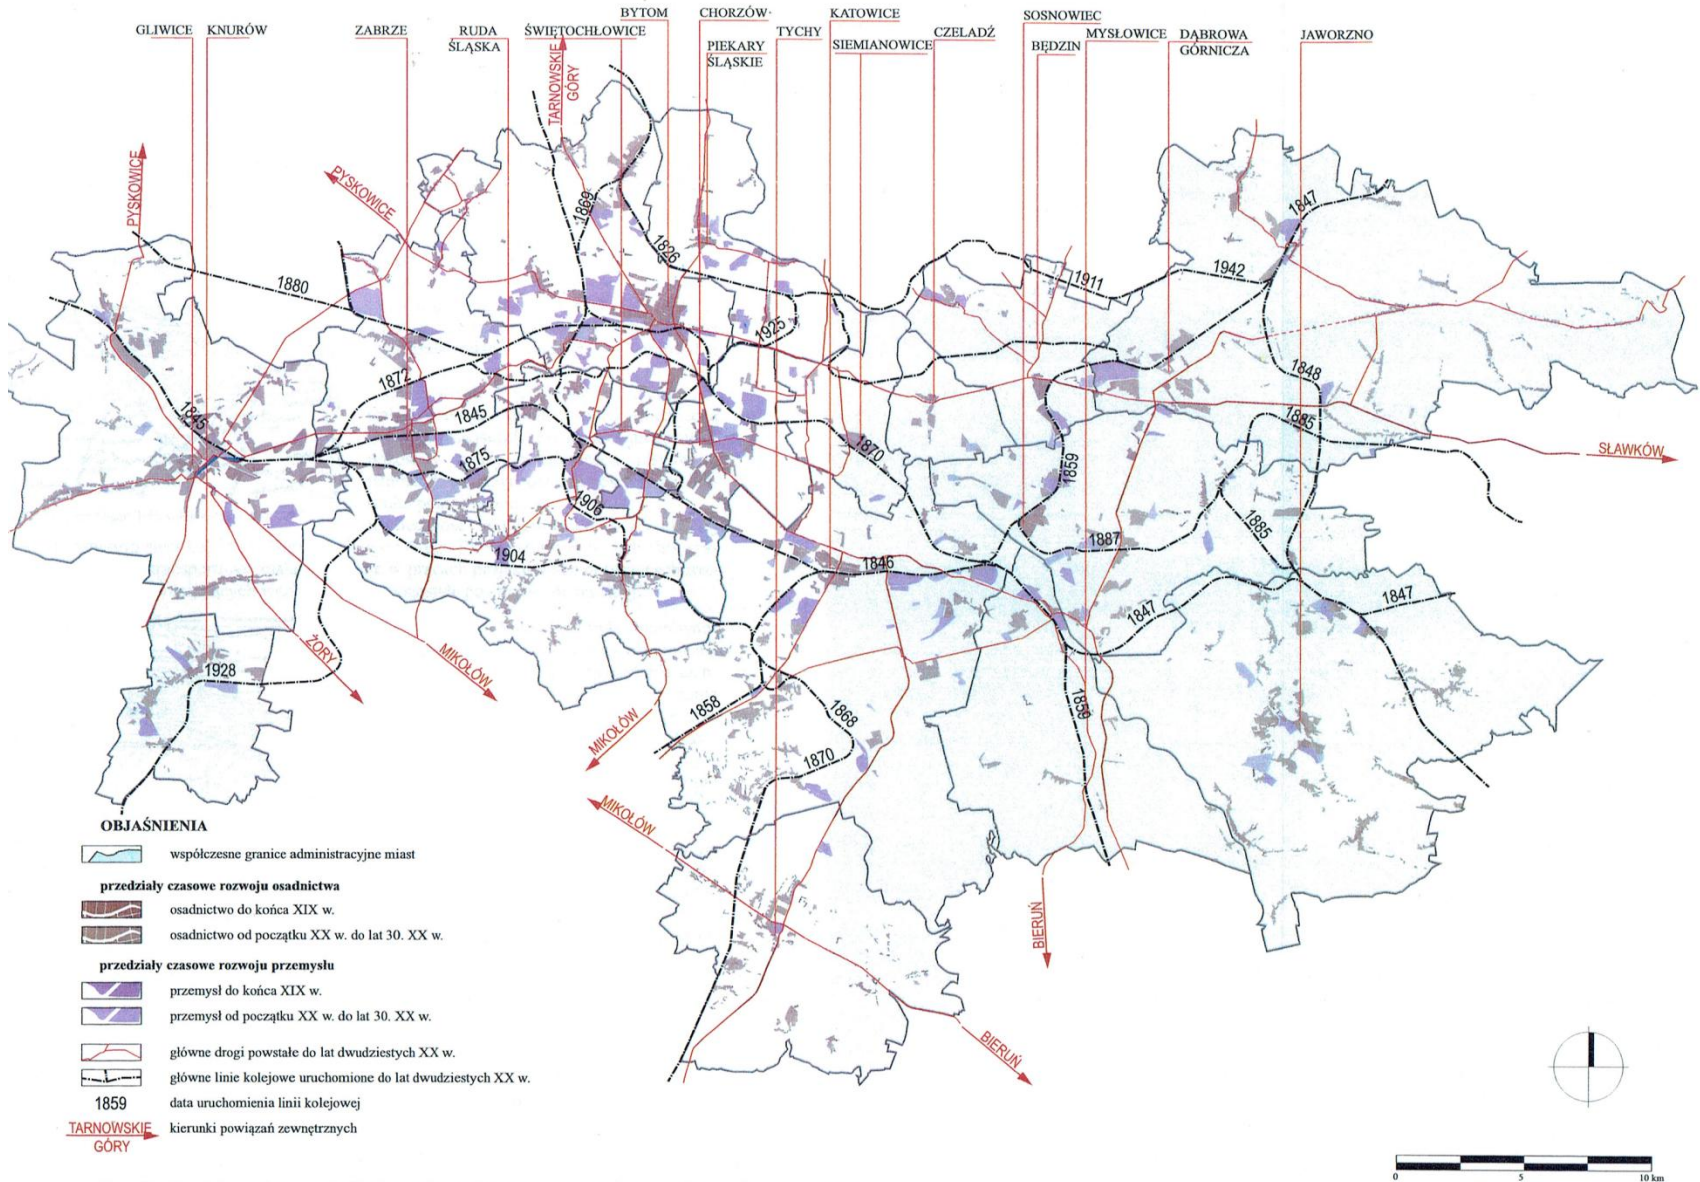 BYTOM
CHORZÓW
KATOWICE
SOSNOWIEC
GLIWICE
KNURÓW
ZABRZE
RUDA
ŚLĄSKA
ŚWIĘTOCHŁOWICE
PIEKARY
ŚLĄSKIE
TYCHY
SIEMIANOWICE
CZELADŹ
BĘDZIN
MYSŁOWICE
DĄBROWA
GÓRNICZA
JAWORZNO
TARNOWSKIE
GÓRY
PYSKOWICE
PYSKOWICE
1869
1847
1826
1880
1911
1942
1925
1872
1848
1845
1845
1885
1870
1875
1859
SŁAWKÓW
1906
1885
1887
1904
1846
1847
1847
ŻORY
MIKOŁÓW
1928
1858
1868
1859
MIKOŁÓW
1870
MIKOŁÓW
BIERUŃ
BIERUŃ
OBJAŚNIENIA
współczesne granice administracyjne miast
przedziały czasowe rozwoju osadnictwa
osadnictwo do końca XIX w.
osadnictwo od początku XX w. do lat 30. XX w.
przedziały czasowe rozwoju przemysłu
przemysł do końca XIX w.
przemysł od początku XX w. do lat 30. XX w.
główne drogi powstałe do lat dwudziestych XX w.
główne linie kolejowe uruchomione do lat dwudziestych XX w.
1859 data uruchomienia linii kolejowej
TARNOWSKIE
GÓRY
kierunki powiązań zewnętrznych
0 5 10 km